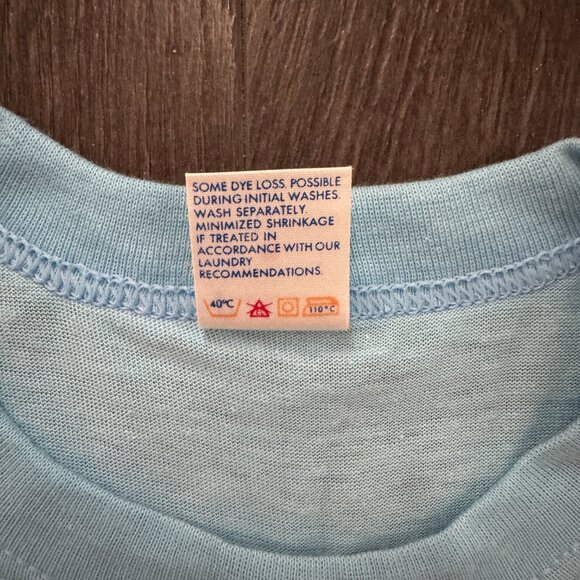 SOME DYE LOSS POSSIBLE
DURING INITIAL WASHES.
WASH SEPARATELY.
MINIMIZED SHRINKAGE
IF TREATED IN
ACCORDANCE WITH OUR
LAUNDRY
RECOMMENDATIONS.
40°C 110°C